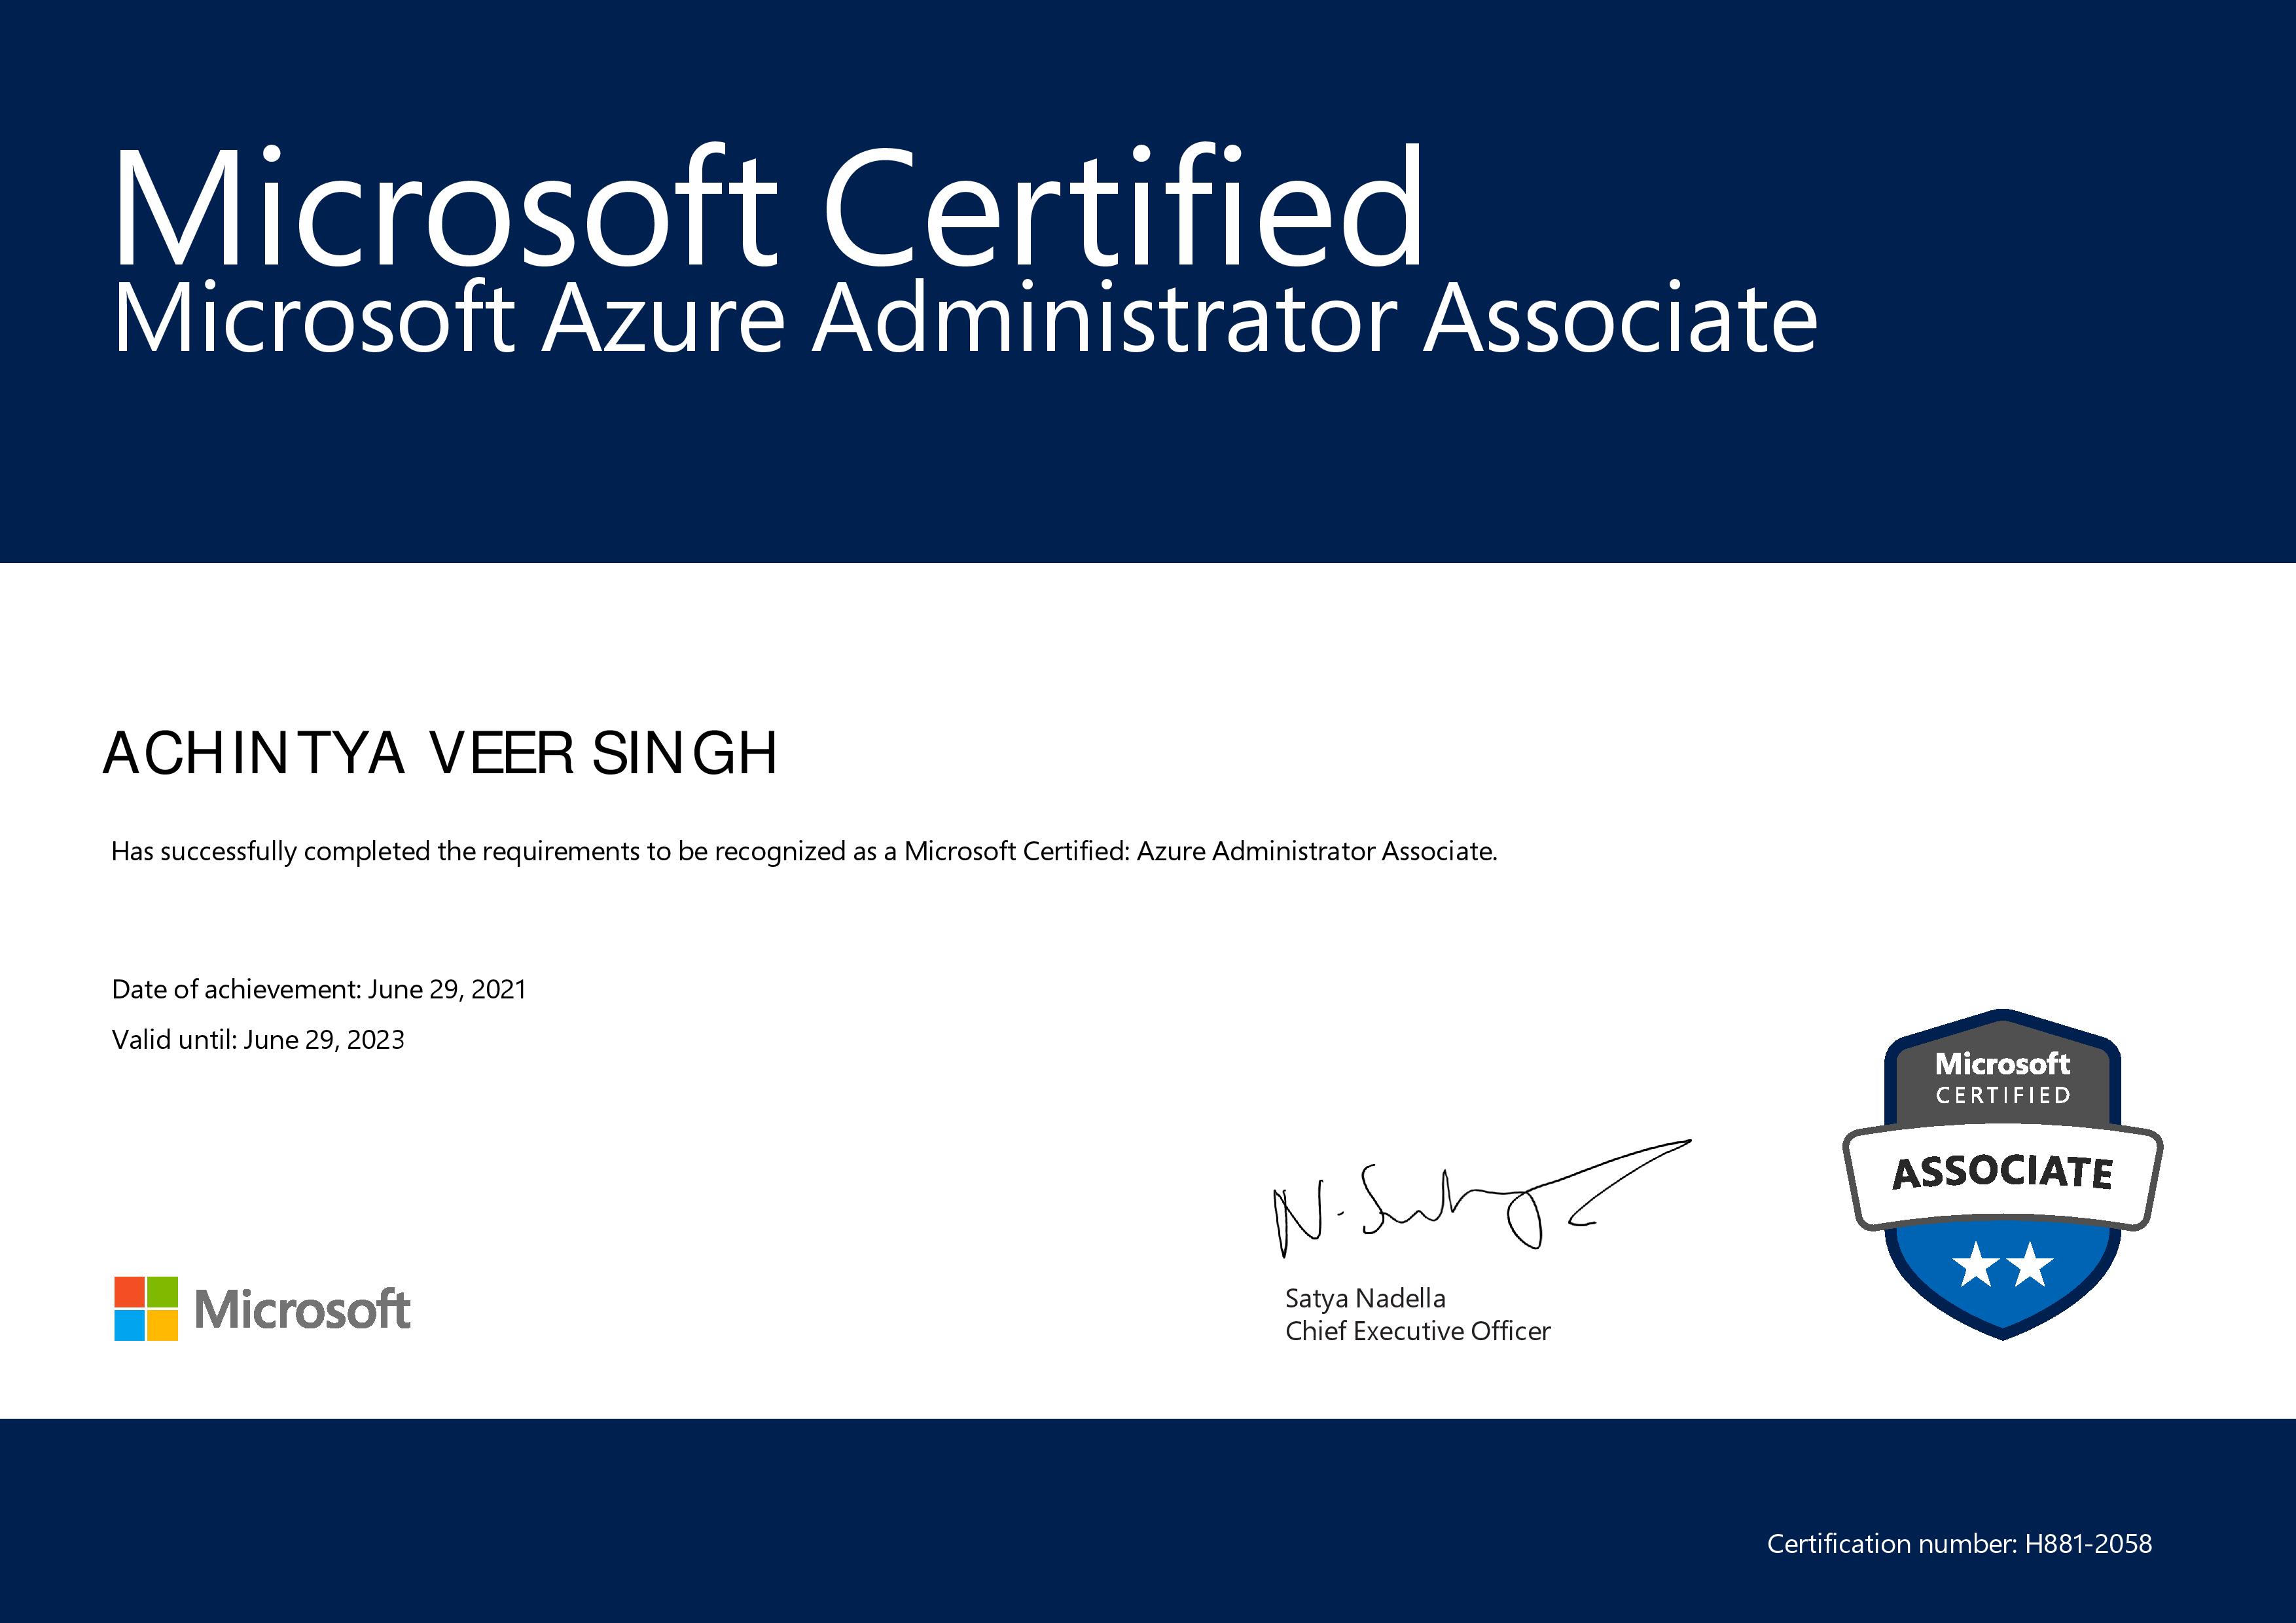 Microsoft Certified
Microsoft Azure Administrator Associate
ACHINTYA VEER SINGH
Has successfully completed the requirements to be recognized as a Microsoft Certified: Azure Administrator Associate.
Date of achievement: June 29, 2021
Valid until: June 29, 2023
Microsoft
CERTIFIED
ASSOCIATE
N. Satya
Satya Nadella
Chief Executive Officer
Microsoft
Certification number: H881-2058